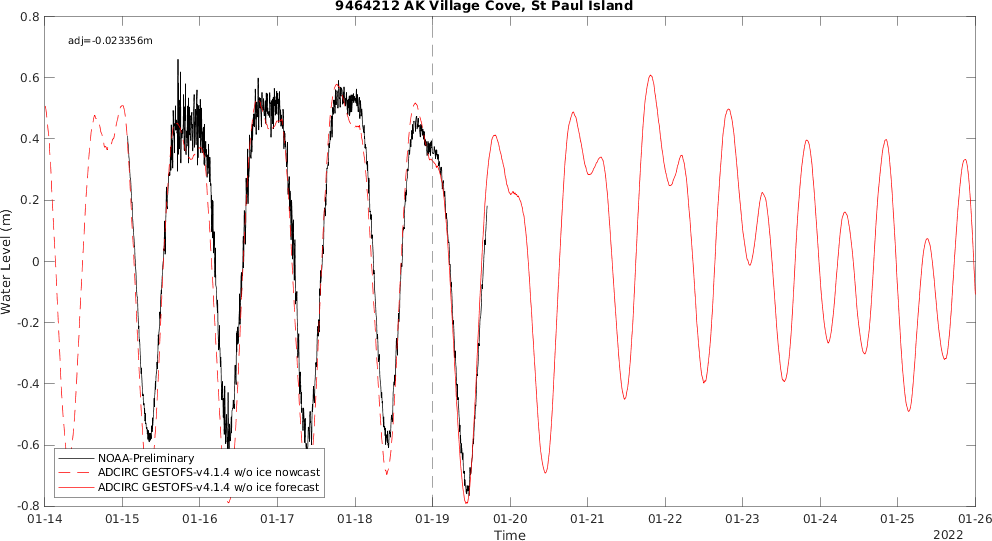 9464212 AK Village Cove, St Paul Island
adj=-0.023356m
0.8
0.6
0.4
0.2
0
-0.2
-0.4
-0.6
-0.8
Water Level (m)
NOAA-Preliminary
ADCIRC GESTOFS-v4.1.4 w/o ice nowcast
ADCIRC GESTOFS-v4.1.4 w/o ice forecast
01-14 01-15 01-16 01-17 01-18 01-19 01-20 01-21 01-22 01-23 01-24 01-25 01-26
Time
2022